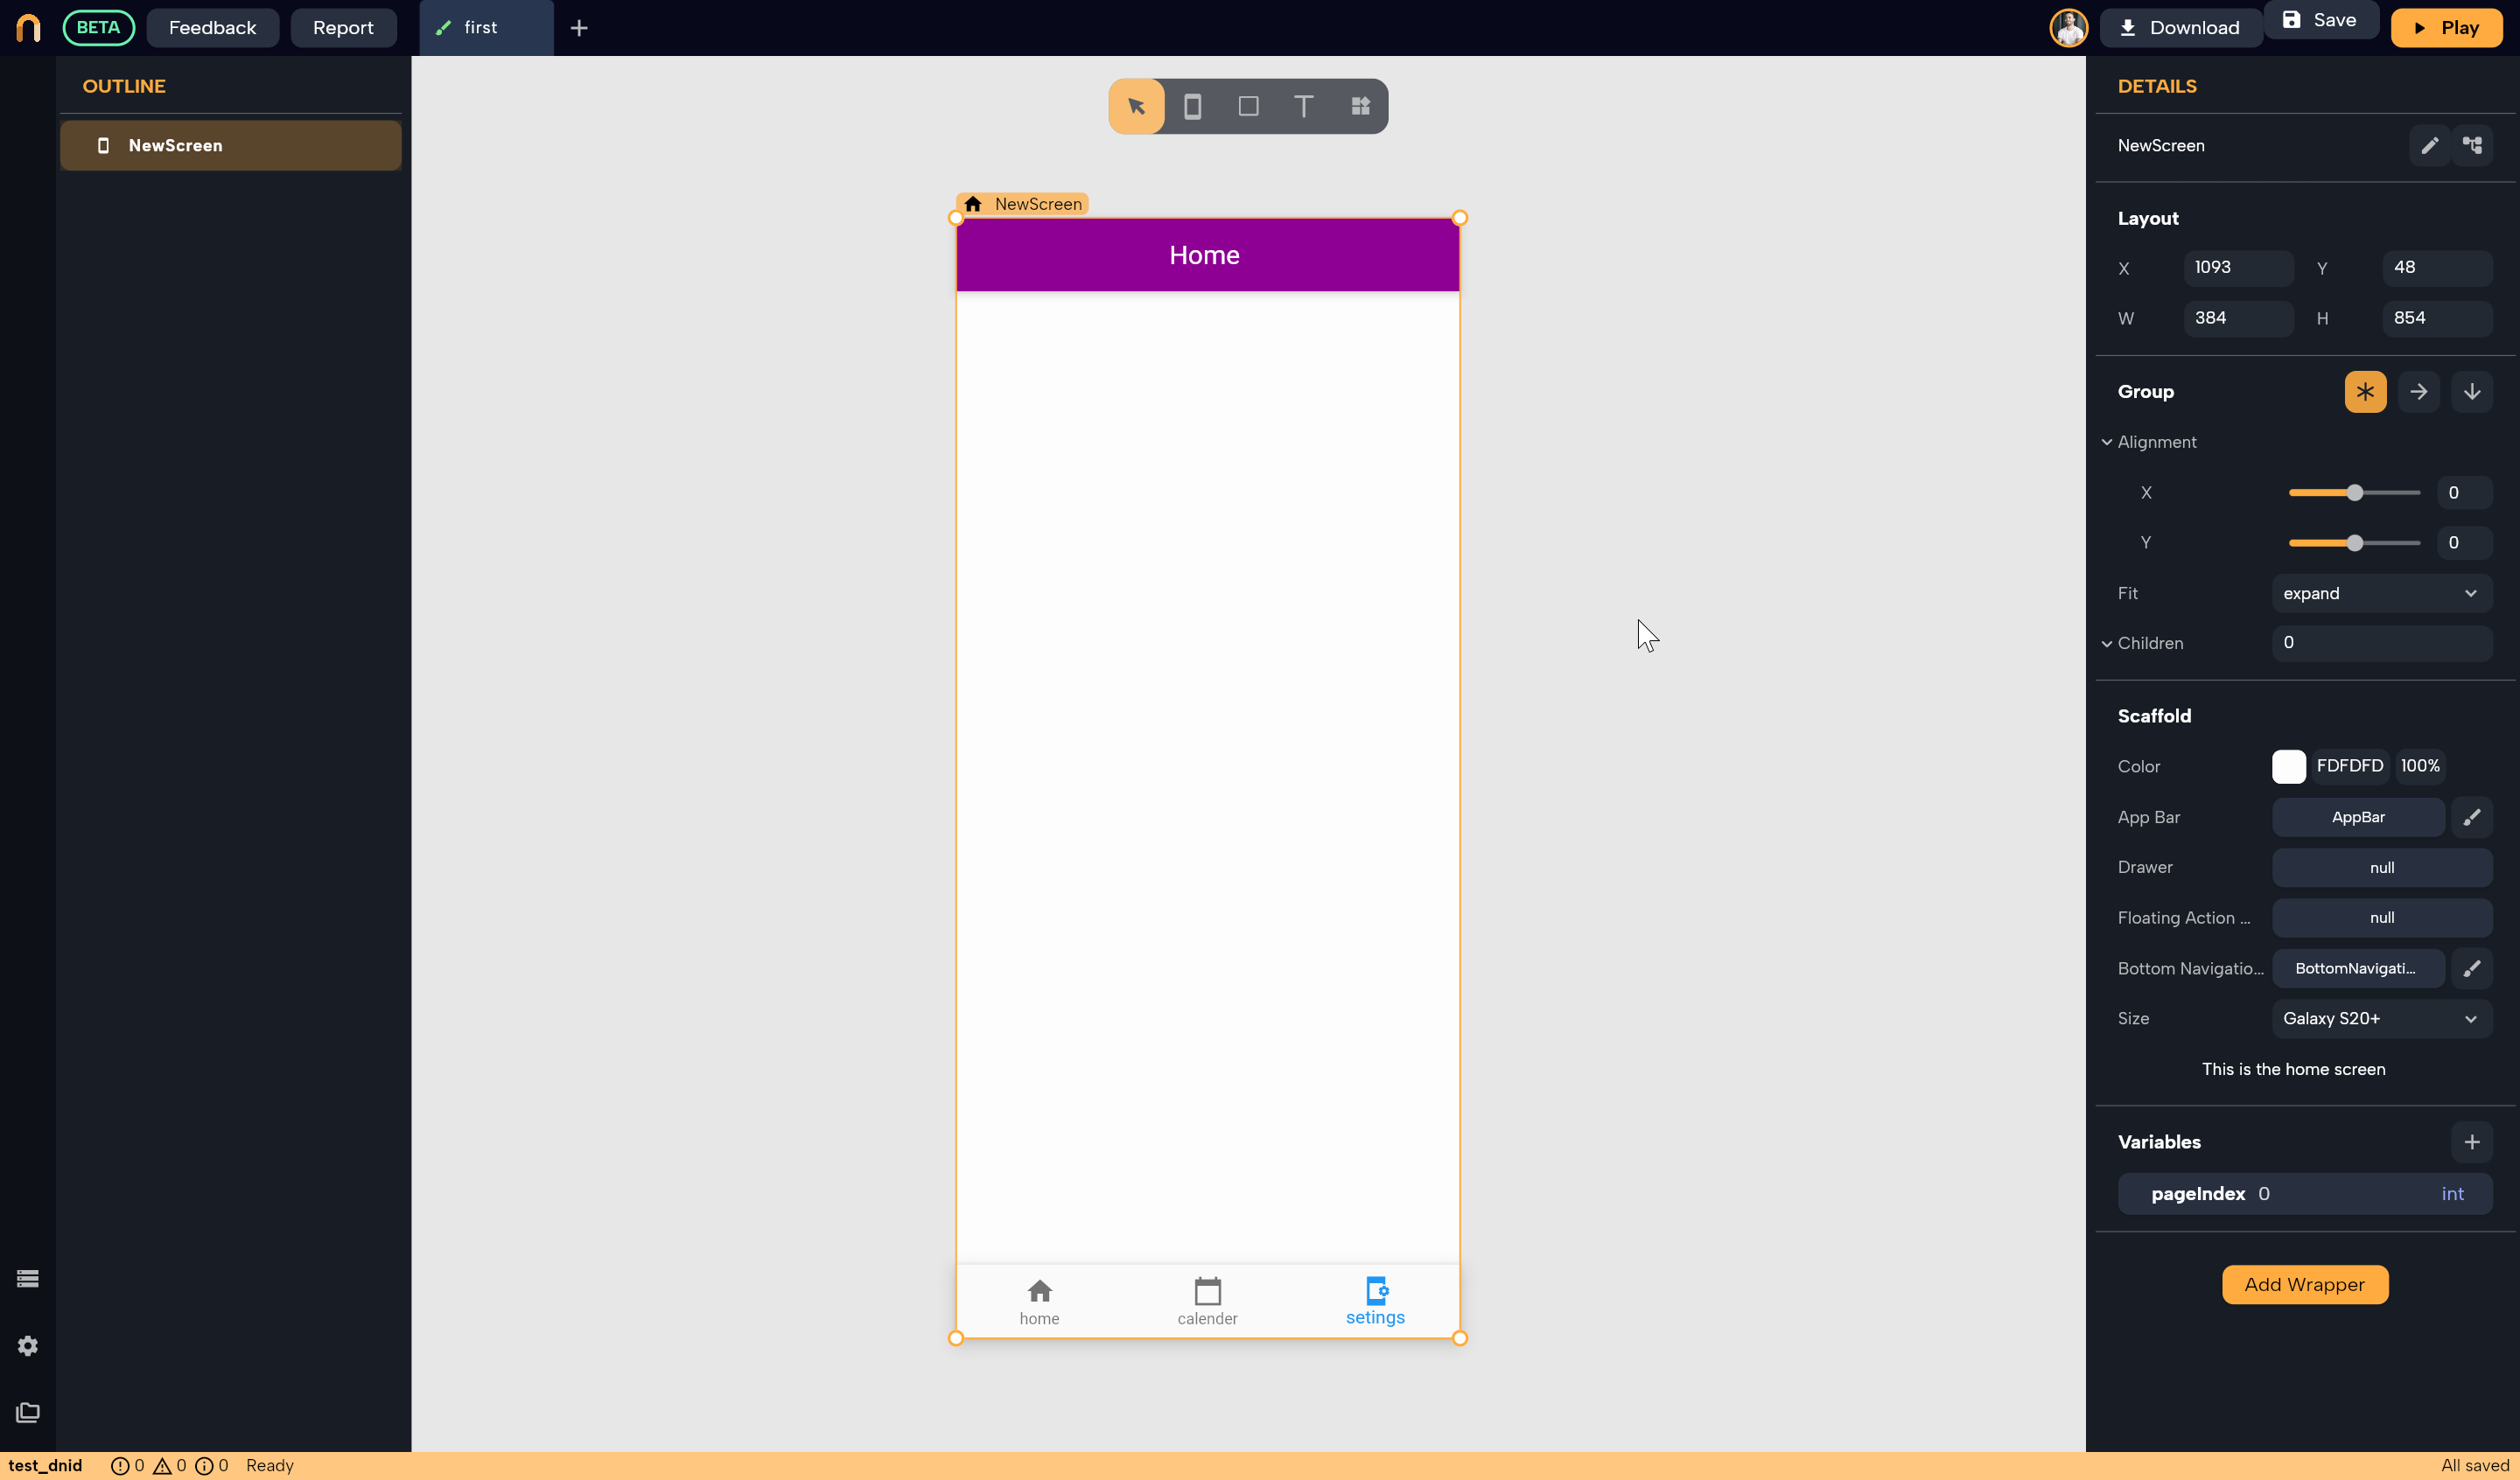 BETA
Feedback
Report
first
Download
Save
Play
OUTLINE
NewScreen
NewScreen
Home
home
calender
setings
DETAILS
NewScreen
Layout
X 1093 Y 48
W 384 H 854
Group
Alignment
X 0
Y 0
Fit expand
Children 0
Scaffold
Color FDFDFD 100%
App Bar AppBar
Drawer null
Floating Action ... null
Bottom Navigatio... BottomNavigati...
Size Galaxy S20+
This is the home screen
Variables
pageIndex 0 int
Add Wrapper
test_dnid 0 0 0 Ready
All saved